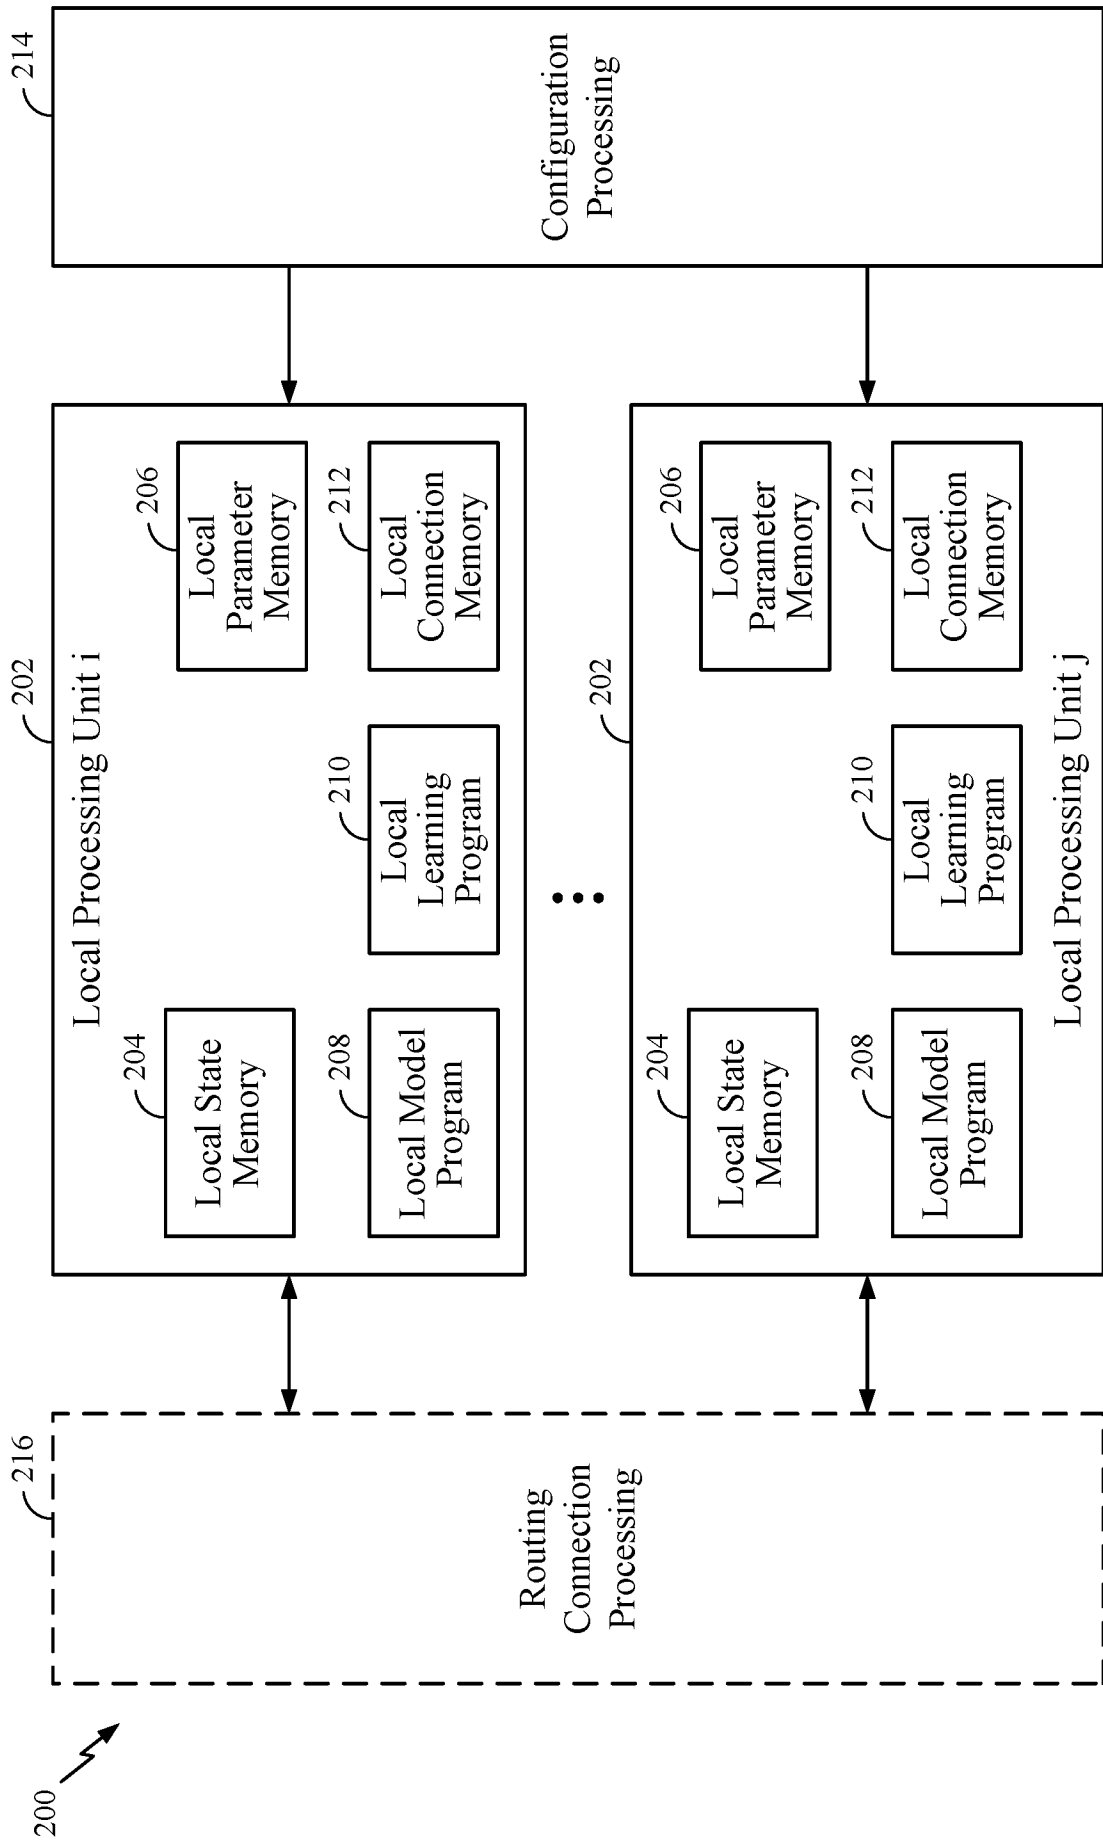 200
216
Routing
Connection
Processing
202
Local Processing Unit i
204
Local State
Memory
206
Local
Parameter
Memory
208
Local Model
Program
210
Local
Learning
Program
212
Local
Connection
Memory
202
204
Local State
Memory
206
Local
Parameter
Memory
208
Local Model
Program
210
Local
Learning
Program
212
Local
Connection
Memory
Local Processing Unit j
214
Configuration
Processing